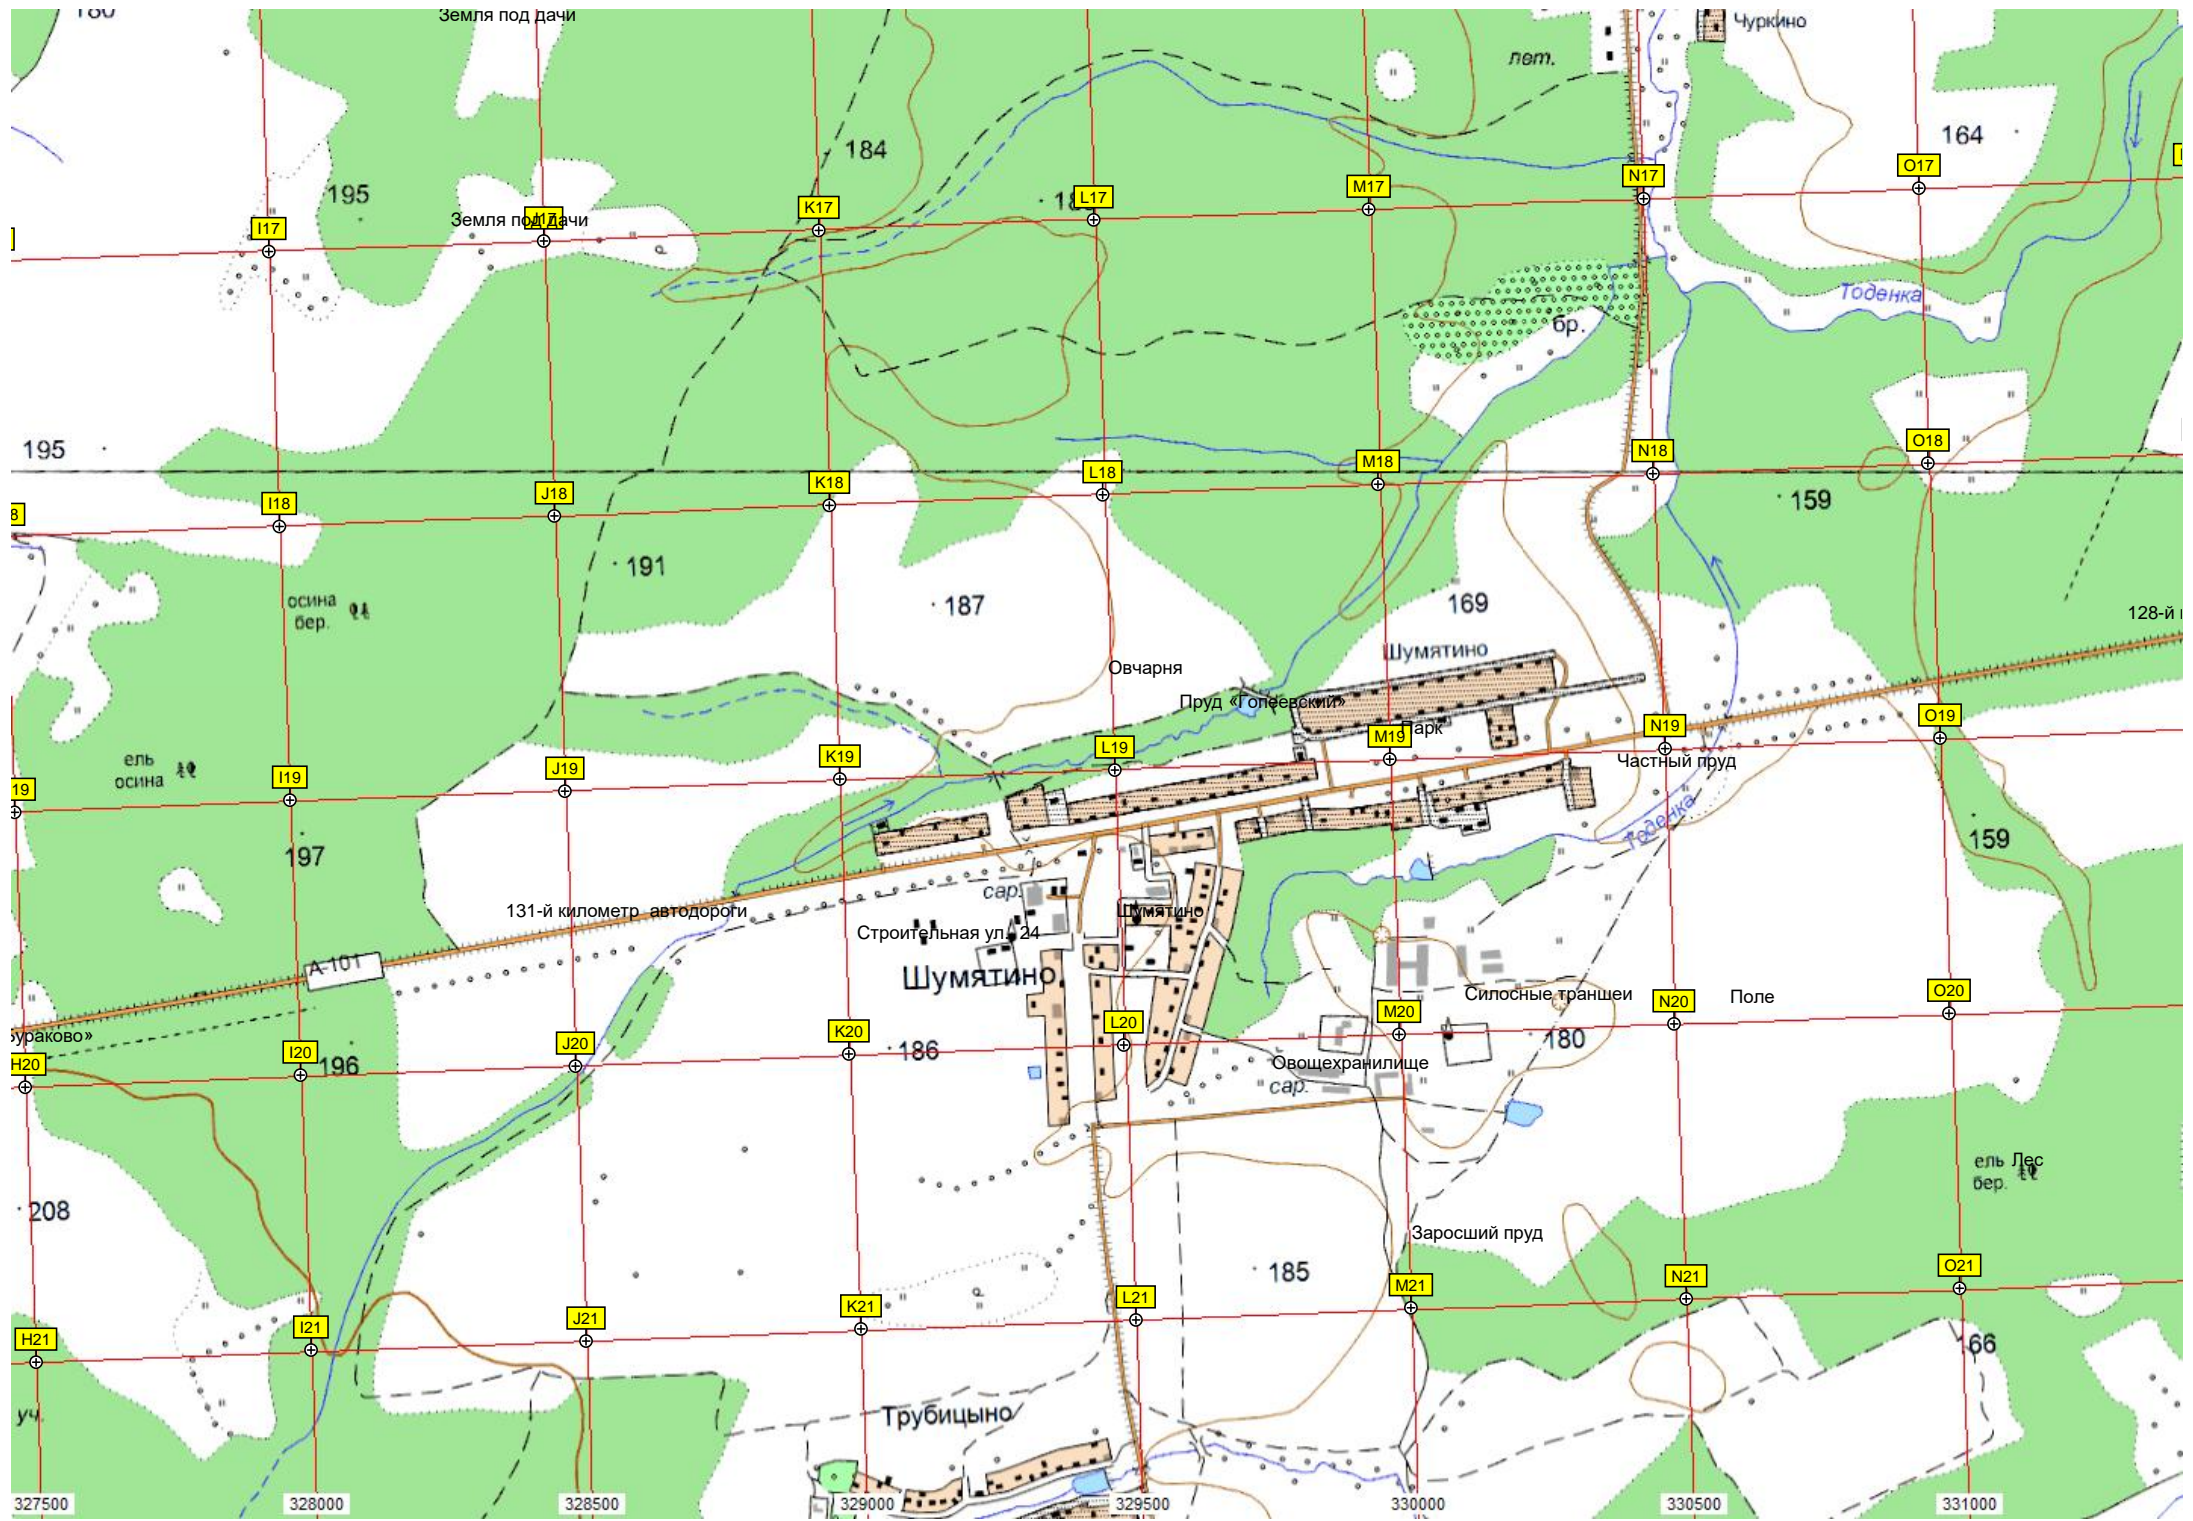 Земля под дачи
Чуркино
лет.
184
164
195
N17
O17
M17
L17
K17
I17
Земля под дачи
Тоденка
бр.
195
O18
N18
M18
L18
K18
J18
I18
159
191
осина
бер.
187
169
128-й
Шумятино
Овчарня
Пруд «Гопеевский»
Парк
O19
N19
M19
L19
K19
J19
I19
19
Частный пруд
ель
осина
Тоденка
159
197
сар.
131-й километр автодороги
Шумятино
Строительная ул., 24
А-101
Шумятино
Силосные траншеи
Поле
O20
N20
M20
L20
K20
J20
I20
H20
186
180
196
Овощехранилище
сар.
ель
бер.
Лес
208
Заросший пруд
185
O21
N21
M21
L21
K21
J21
I21
H21
66
уч.
Трубицыно
327500
328000
328500
329000
329500
330000
330500
331000